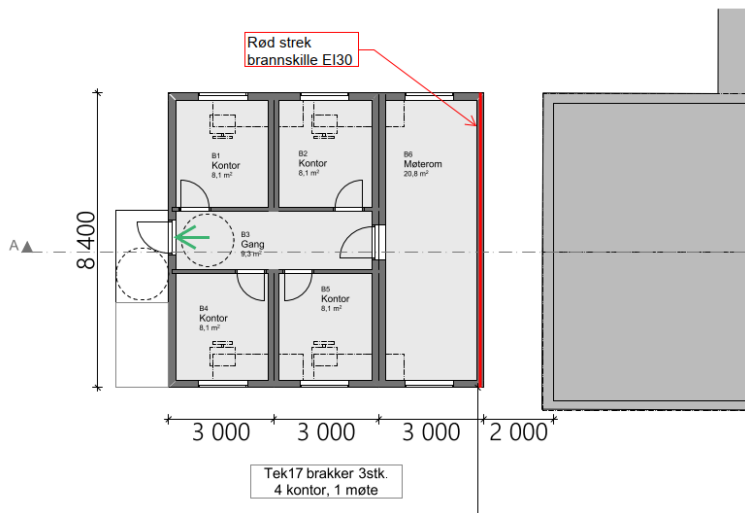 Rød strek
brannskille EI30
B1
Kontor
8,1 m²
B2
Kontor
8,1 m²
B6
Møterom
20,8 m²
A
8400
B3
Gang
9,3 m²
B4
Kontor
8,1 m²
B5
Kontor
8,1 m²
3 000 3 000 3 000 2 000
Tek17 brakker 3stk.
4 kontor, 1 møte